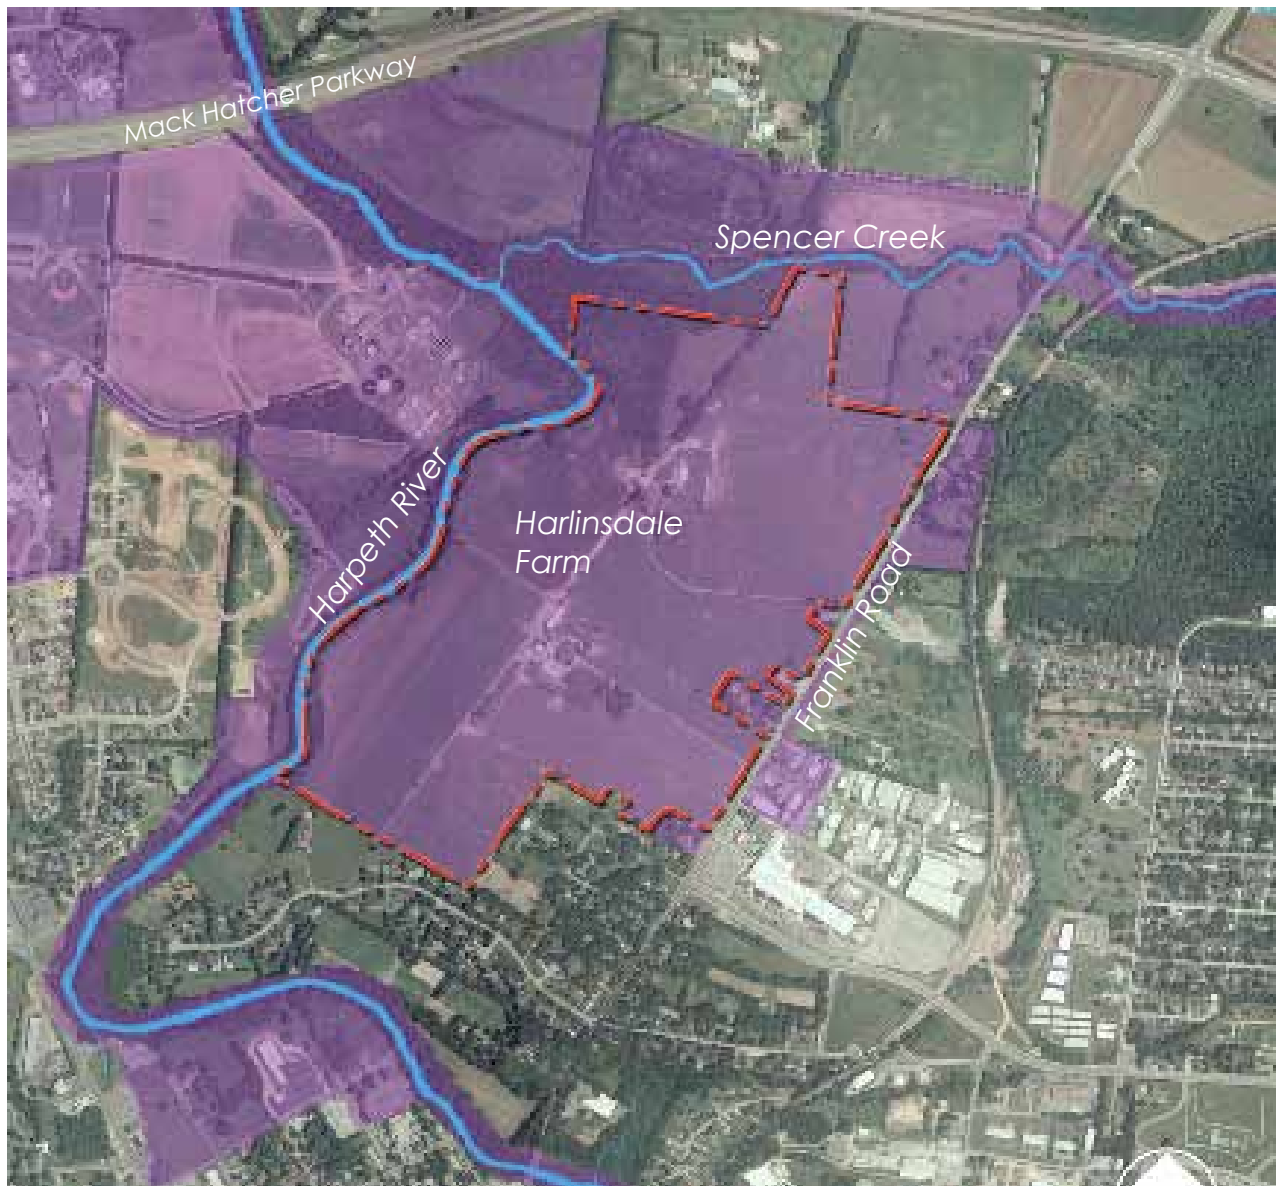 Mack Hatcher Parkway
Spencer Creek
Harpeth River
Harlinsdale
Farm
Franklin Road